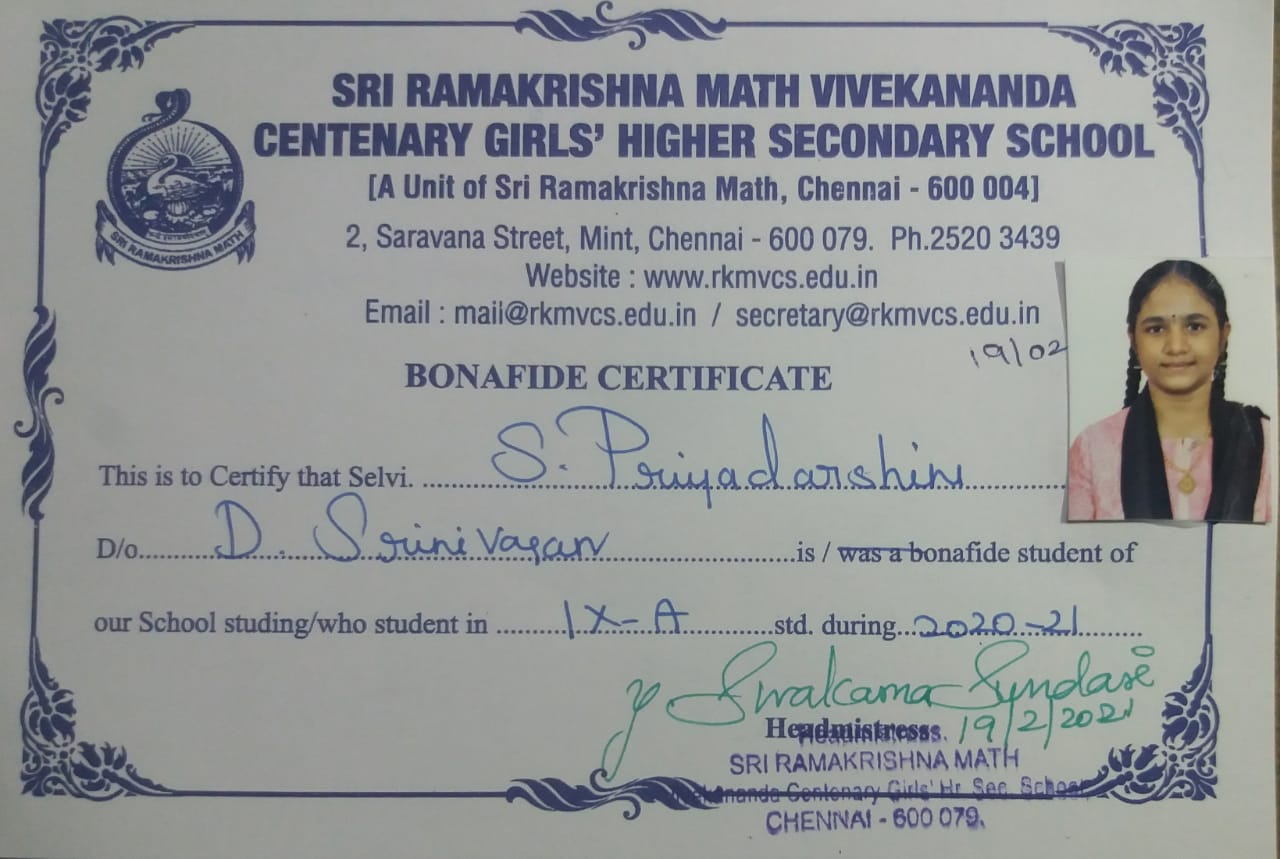 SRI RAMAKRISHNA MATH VIVEKANANDA
CENTENARY GIRLS' HIGHER SECONDARY SCHOOL
[A Unit of Sri Ramakrishna Math, Chennai - 600 004]
SRI RAMAKRISHNA MATH
2, Saravana Street, Mint, Chennai - 600 079. Ph.2520 3439
Website : www.rkmvcs.edu.in
Email : mail@rkmvcs.edu.in / secretary@rkmvcs.edu.in
19/02
BONAFIDE CERTIFICATE
This is to Certify that Selvi. S. Priyadarshini
D/o. D. Srinivasan is / was a bonafide student of
our School studing/who student in IX-A std. during 2020-21
Y Sivakama Sundari
Headmistress 19/2/2021
Headmistress.
SRI RAMAKRISHNA MATH
Centenary Girls' Hr. Sec. School,
CHENNAI - 600 079.